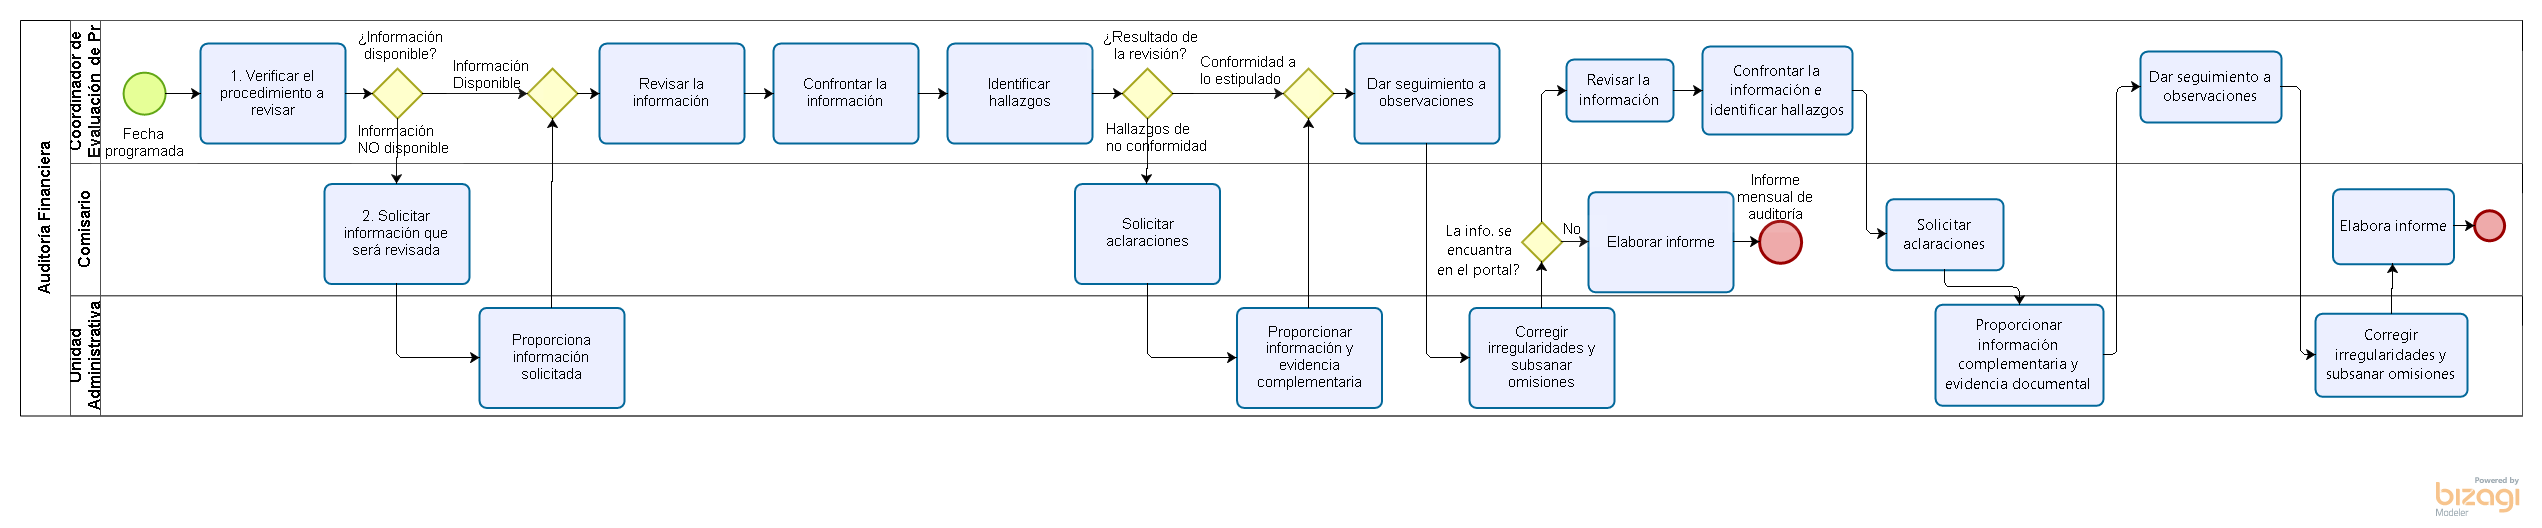 Auditoría Financiera
Coordinador de
Evaluación de Pr
Comisario
Unidad
Administrativa
Fecha
programada
1. Verificar el
procedimiento a
revisar
¿Información
disponible?
Información
Disponible
Información
NO disponible
2. Solicitar
información que
será revisada
Proporciona
información
solicitada
Revisar la
información
Confrontar la
información
Identificar
hallazgos
¿Resultado de
la revisión?
Conformidad a
lo estipulado
Hallazgos de
no conformidad
Solicitar
aclaraciones
Proporcionar
información y
evidencia
complementaria
Dar seguimiento a
observaciones
Corregir
irregularidades y
subsanar
omisiones
La info. se
encuantra
en el portal?
No
Elaborar informe
Informe
mensual de
auditoría
Revisar la
información
Confrontar la
información e
identificar hallazgos
Solicitar
aclaraciones
Proporcionar
información
complementaria y
evidencia documental
Dar seguimiento a
observaciones
Corregir
irregularidades y
subsanar omisiones
Elabora informe
Powered by
bizagi
Modeler